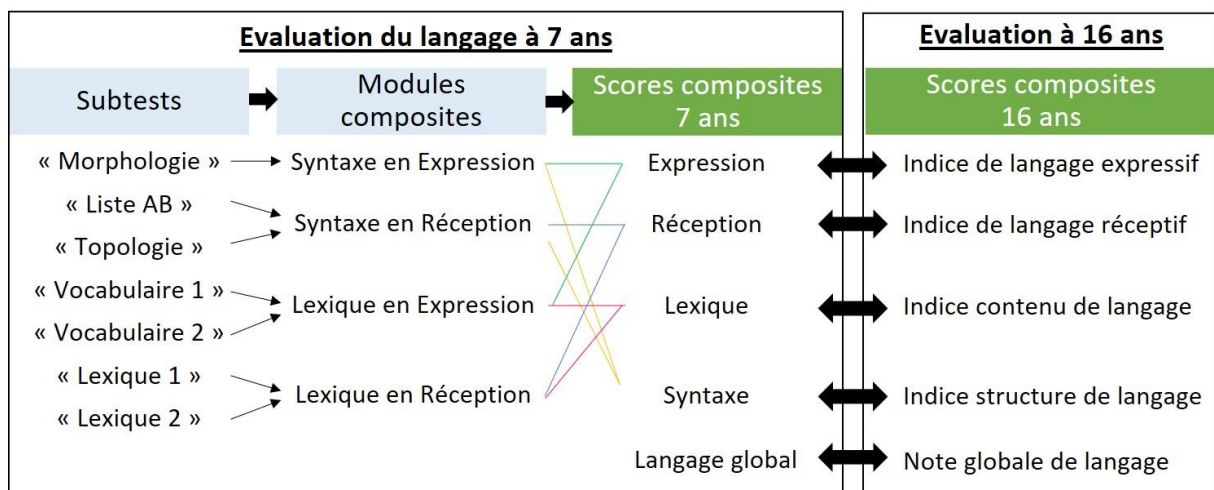 Evaluation du langage à 7 ans
Subtests
Modules
composites
Scores composites
7 ans
« Morphologie »
« Liste AB »
« Topologie »
« Vocabulaire 1 »
« Vocabulaire 2 »
« Lexique 1 »
« Lexique 2 »
Syntaxe en Expression
Syntaxe en Réception
Lexique en Expression
Lexique en Réception
Expression
Réception
Lexique
Syntaxe
Langage global
Evaluation à 16 ans
Scores composites
16 ans
Indice de langage expressif
Indice de langage réceptif
Indice contenu de langage
Indice structure de langage
Note globale de langage